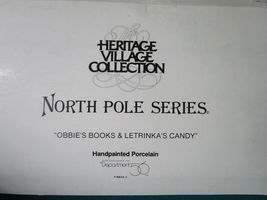 HERITAGE
VILLAGE
COLLECTION
NORTH POLE SERIES®
"OBBIE'S BOOKS & LETRINKA'S CANDY"
Handpainted Porcelain
Department 56